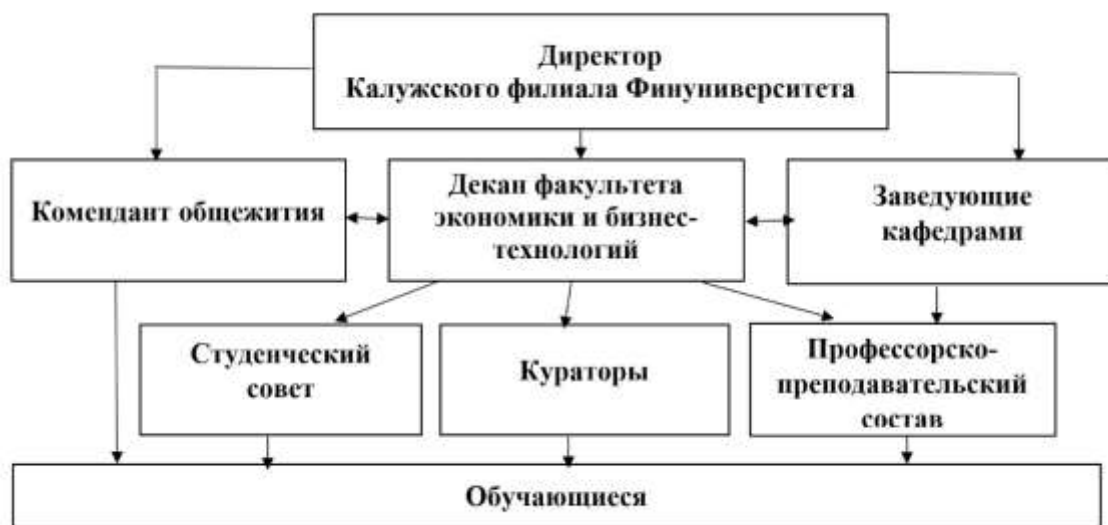 Директор
Калужского филиала Финуниверситета
Комендант общежития
Декан факультета
экономики и бизнес-
технологий
Заведующие
кафедрами
Студенческий
совет
Кураторы
Профессорско-
преподавательский
состав
Обучающиеся